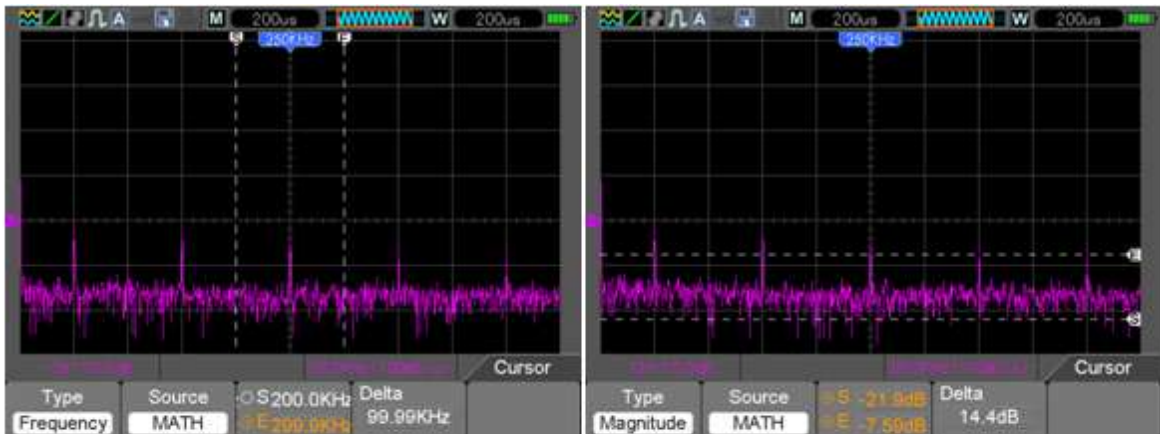 M 200us W 200us
250KHz
S E
Cursor
Type Source S 200.0KHz Delta
Frequency MATH E 299.9KHz 99.99KHz
M 200us W 200us
250KHz
E
S
Cursor
Type Source S -21.9dB Delta
Magnitude MATH E -7.59dB 14.4dB